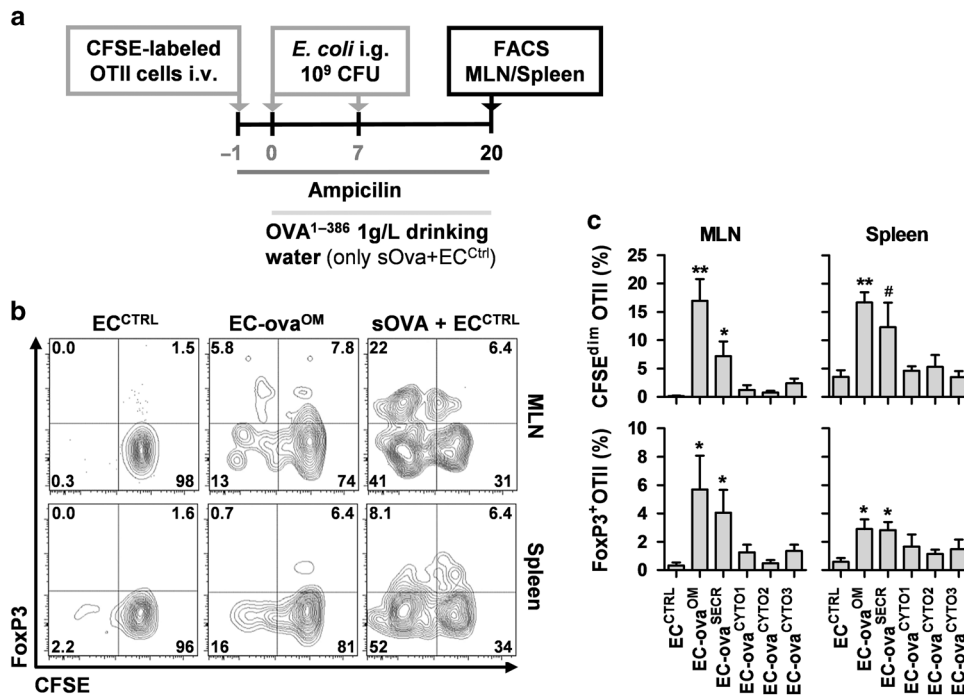 a
CFSE-labeled
OTII cells i.v.
E. coli i.g.
10⁹ CFU
FACS
MLN/Spleen
–1 0 7 20
Ampicilin
OVA¹⁻³⁸⁶ 1g/L drinking
water (only sOva+EC^Ctrl)
b
EC^CTRL EC-ova^OM sOVA + EC^CTRL
0.0 1.5 5.8 7.8 22 6.4
MLN
0.3 98 13 74 41 31
0.0 1.6 0.7 6.4 8.1 6.4
Spleen
2.2 96 16 81 52 34
FoxP3
CFSE
c
MLN Spleen
CFSE^dim OTII (%)
25
20
15
10
5
0
** * ** #
FoxP3⁺OTII (%)
10
8
6
4
2
0
* * * *
EC^CTRL
EC-ova^OM
EC-ova^SECR
EC-ova^CYTO1
EC-ova^CYTO2
EC-ova^CYTO3
EC^CTRL
EC-ova^OM
EC-ova^SECR
EC-ova^CYTO1
EC-ova^CYTO2
EC-ova^CYTO3